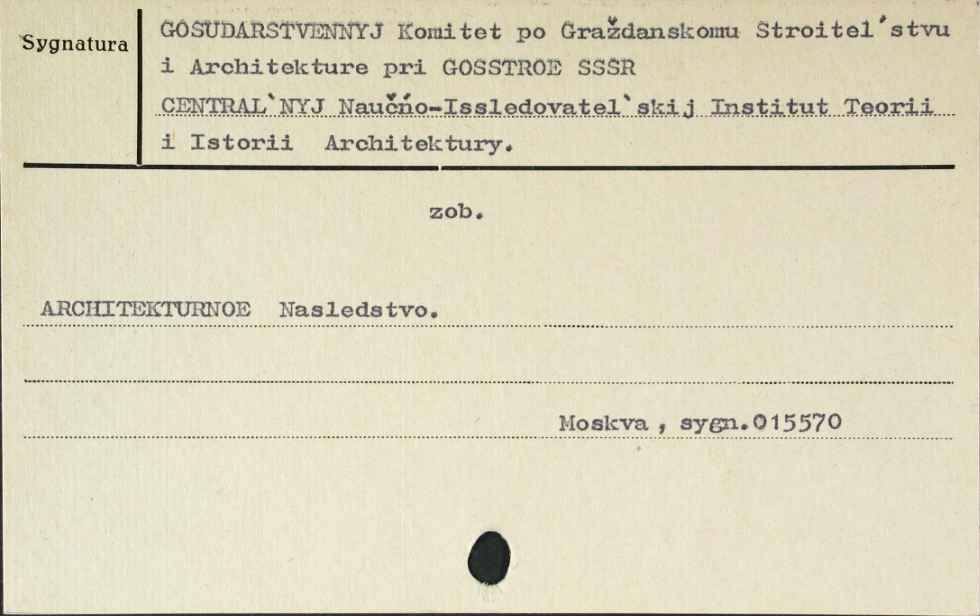 Sygnatura
GOSUDARSTVENNYJ Komitet po Graždanskomu Stroitel´stvu
i Architekture pri GOSSTROE SSSR
CENTRAL`NYJ Naučno-Issledovatel`skij Institut Teorii
i Istorii Architektury.
zob.
ARCHITEKTURNOE Nasledstvo.
Moskva , sygn.015570